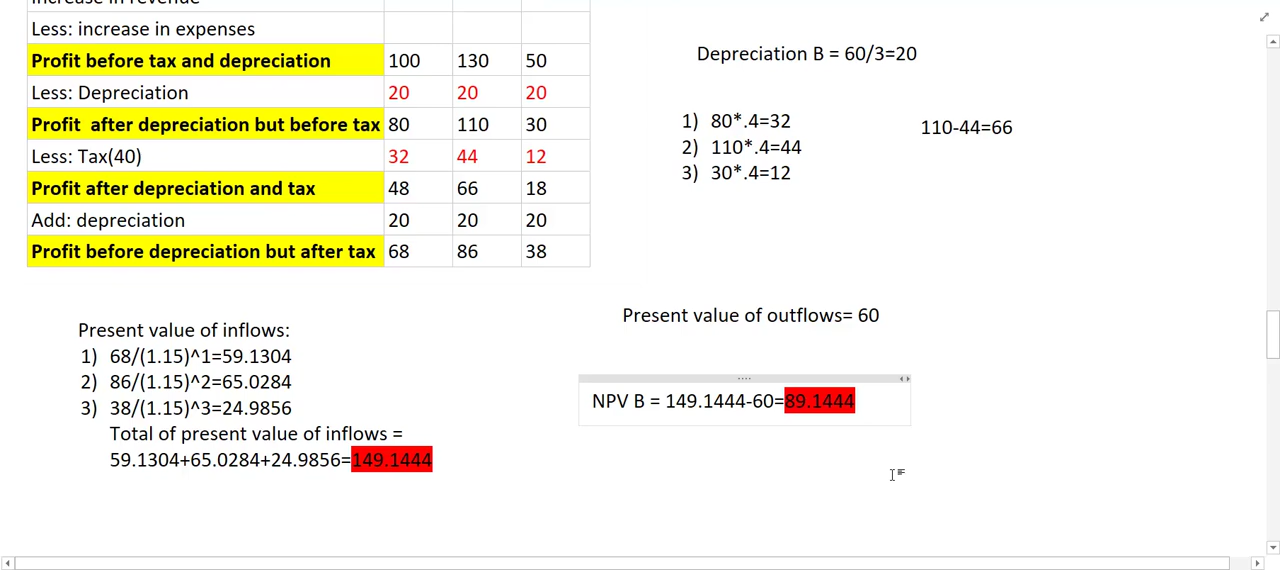 Increase in revenue
Less: increase in expenses
Profit before tax and depreciation 100 130 50
Less: Depreciation 20 20 20
Profit after depreciation but before tax 80 110 30
Less: Tax(40) 32 44 12
Profit after depreciation and tax 48 66 18
Add: depreciation 20 20 20
Profit before depreciation but after tax 68 86 38
Depreciation B = 60/3=20
1) 80*.4=32
2) 110*.4=44
3) 30*.4=12
110-44=66
Present value of inflows:
1) 68/(1.15)^1=59.1304
2) 86/(1.15)^2=65.0284
3) 38/(1.15)^3=24.9856
Total of present value of inflows =
59.1304+65.0284+24.9856=149.1444
Present value of outflows= 60
NPV B = 149.1444-60=89.1444